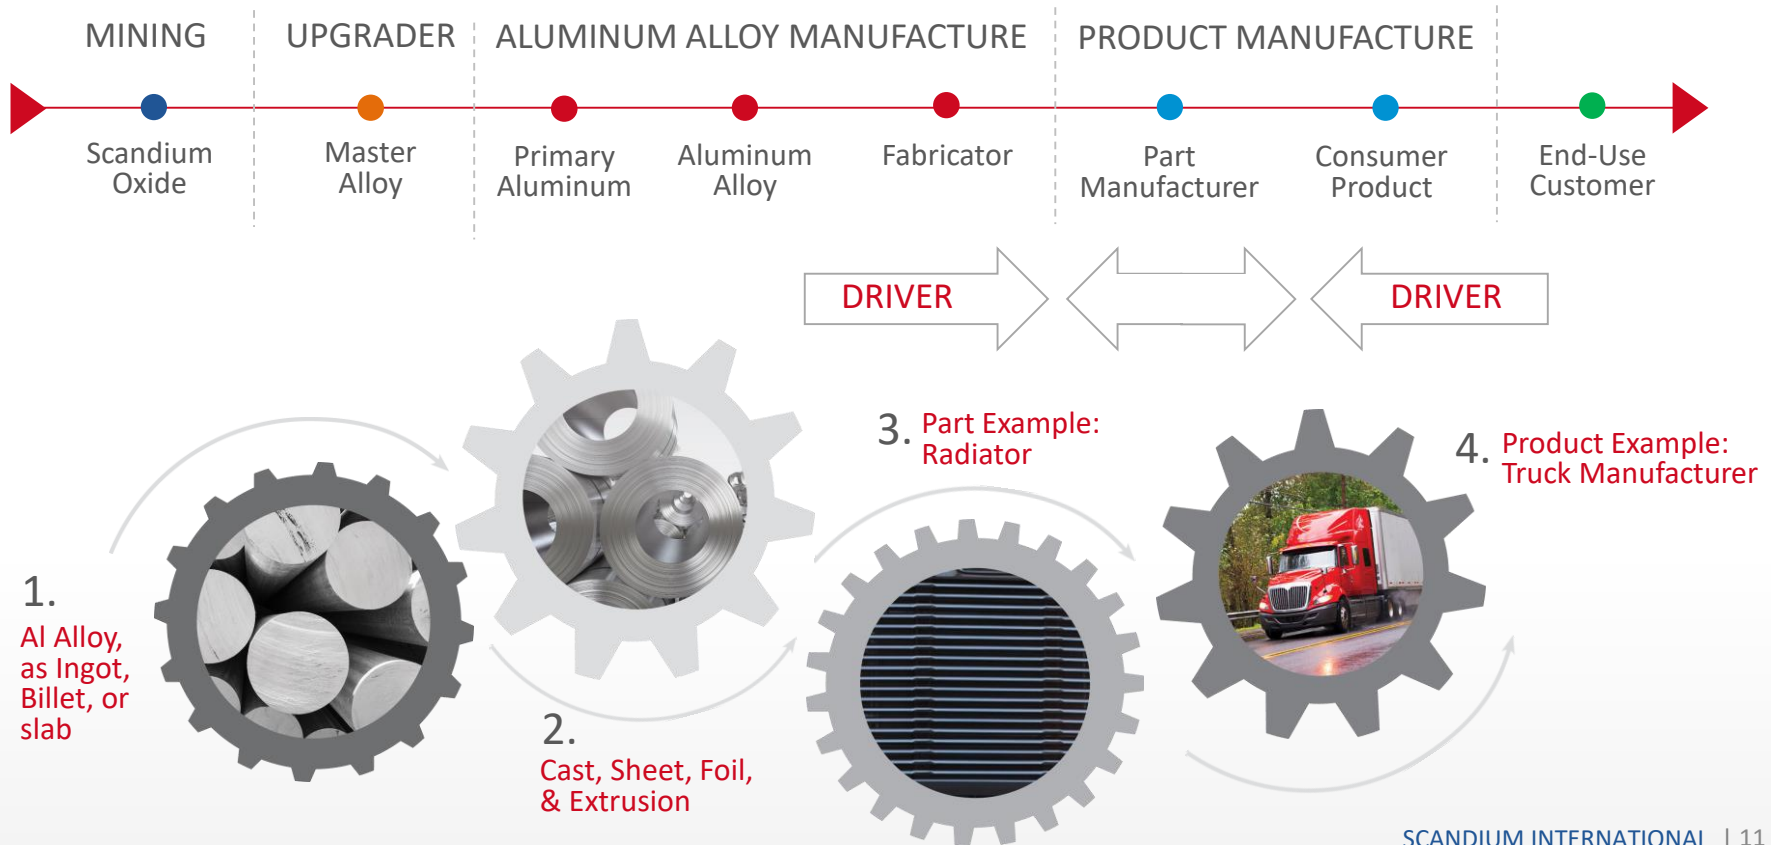 MINING
UPGRADER
ALUMINUM ALLOY MANUFACTURE
PRODUCT MANUFACTURE
Scandium
Oxide
Master
Alloy
Primary
Aluminum
Aluminum
Alloy
Fabricator
Part
Manufacturer
Consumer
Product
End-Use
Customer
DRIVER
DRIVER
1.
Al Alloy,
as Ingot,
Billet, or
slab
2.
Cast, Sheet, Foil,
& Extrusion
3. Part Example:
Radiator
4. Product Example:
Truck Manufacturer
SCANDIUM INTERNATIONAL | 11